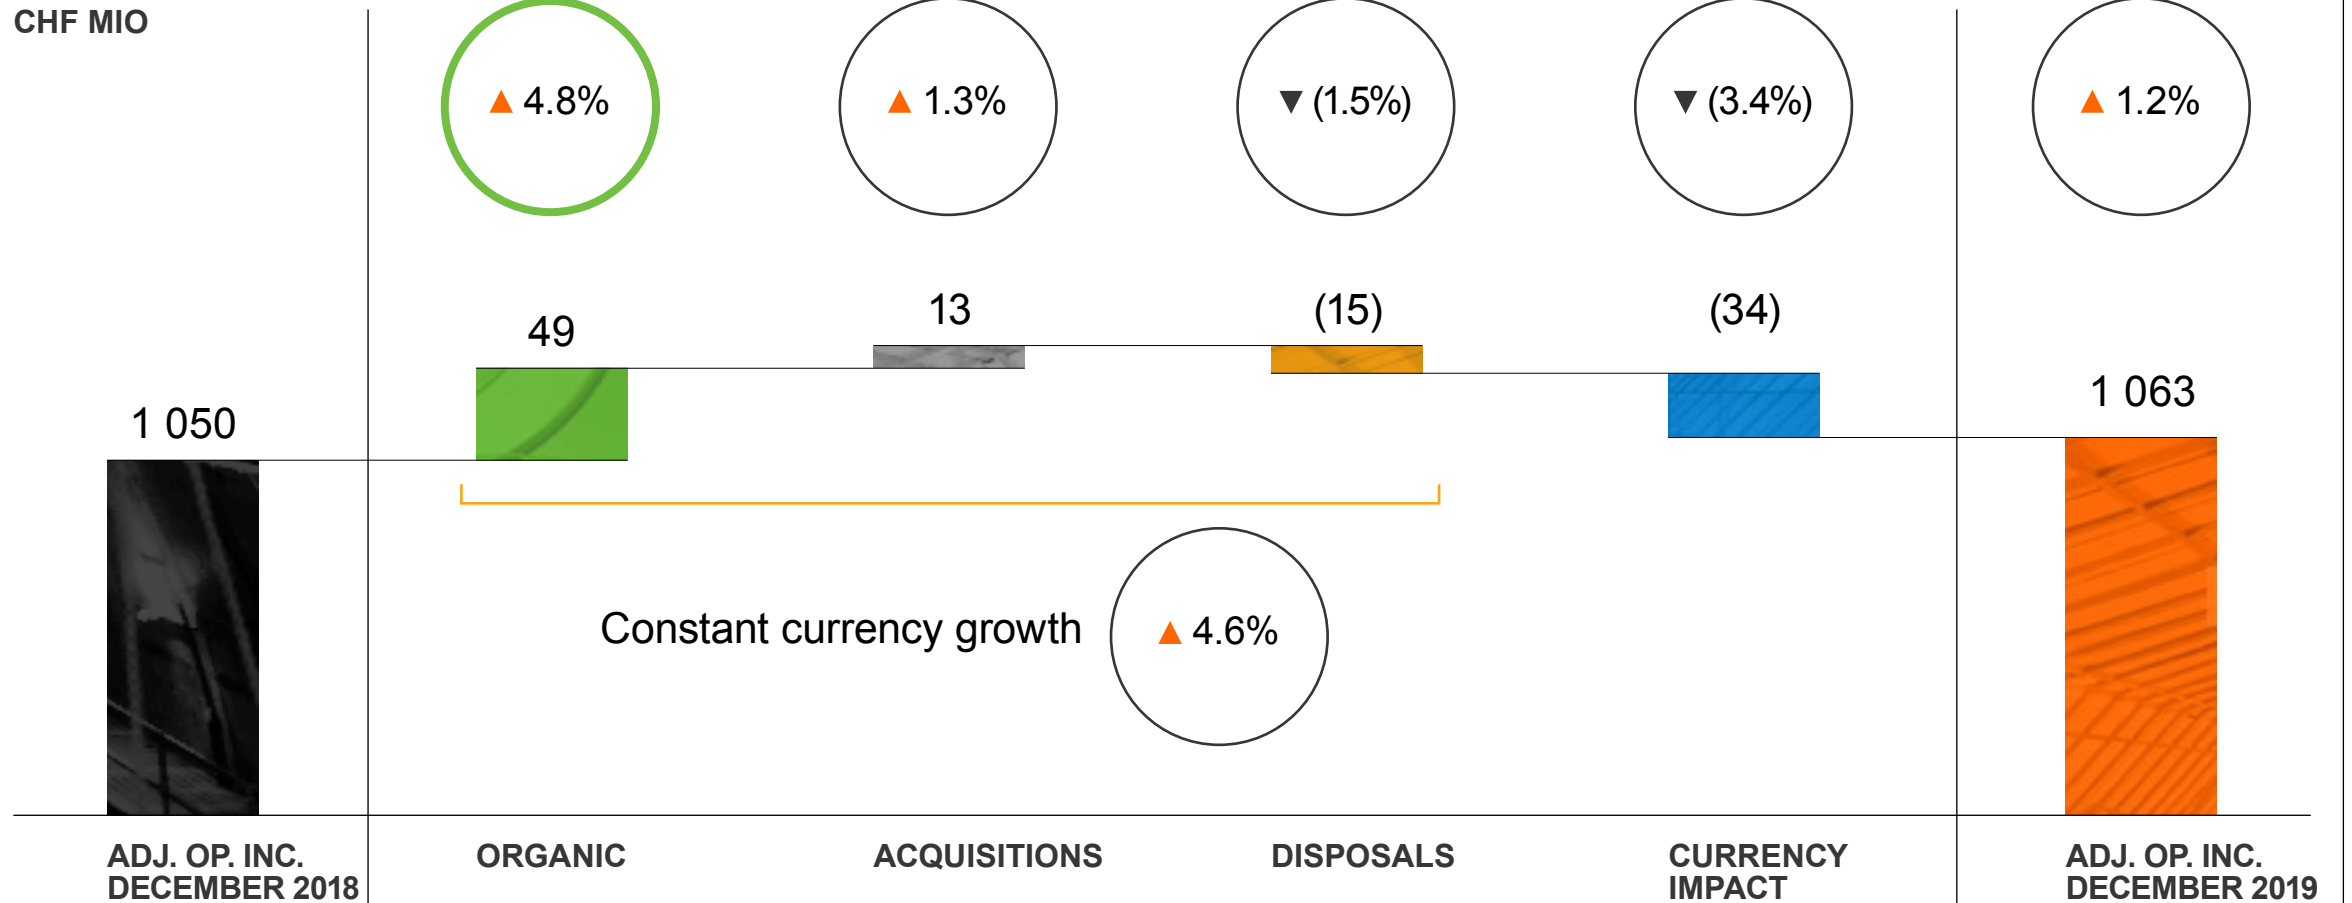 CHF MIO
▲ 4.8%
▲ 1.3%
▼ (1.5%)
▼ (3.4%)
▲ 1.2%
49
13
(15)
(34)
1 050
1 063
Constant currency growth
▲ 4.6%
ADJ. OP. INC.
DECEMBER 2018
ORGANIC
ACQUISITIONS
DISPOSALS
CURRENCY
IMPACT
ADJ. OP. INC.
DECEMBER 2019